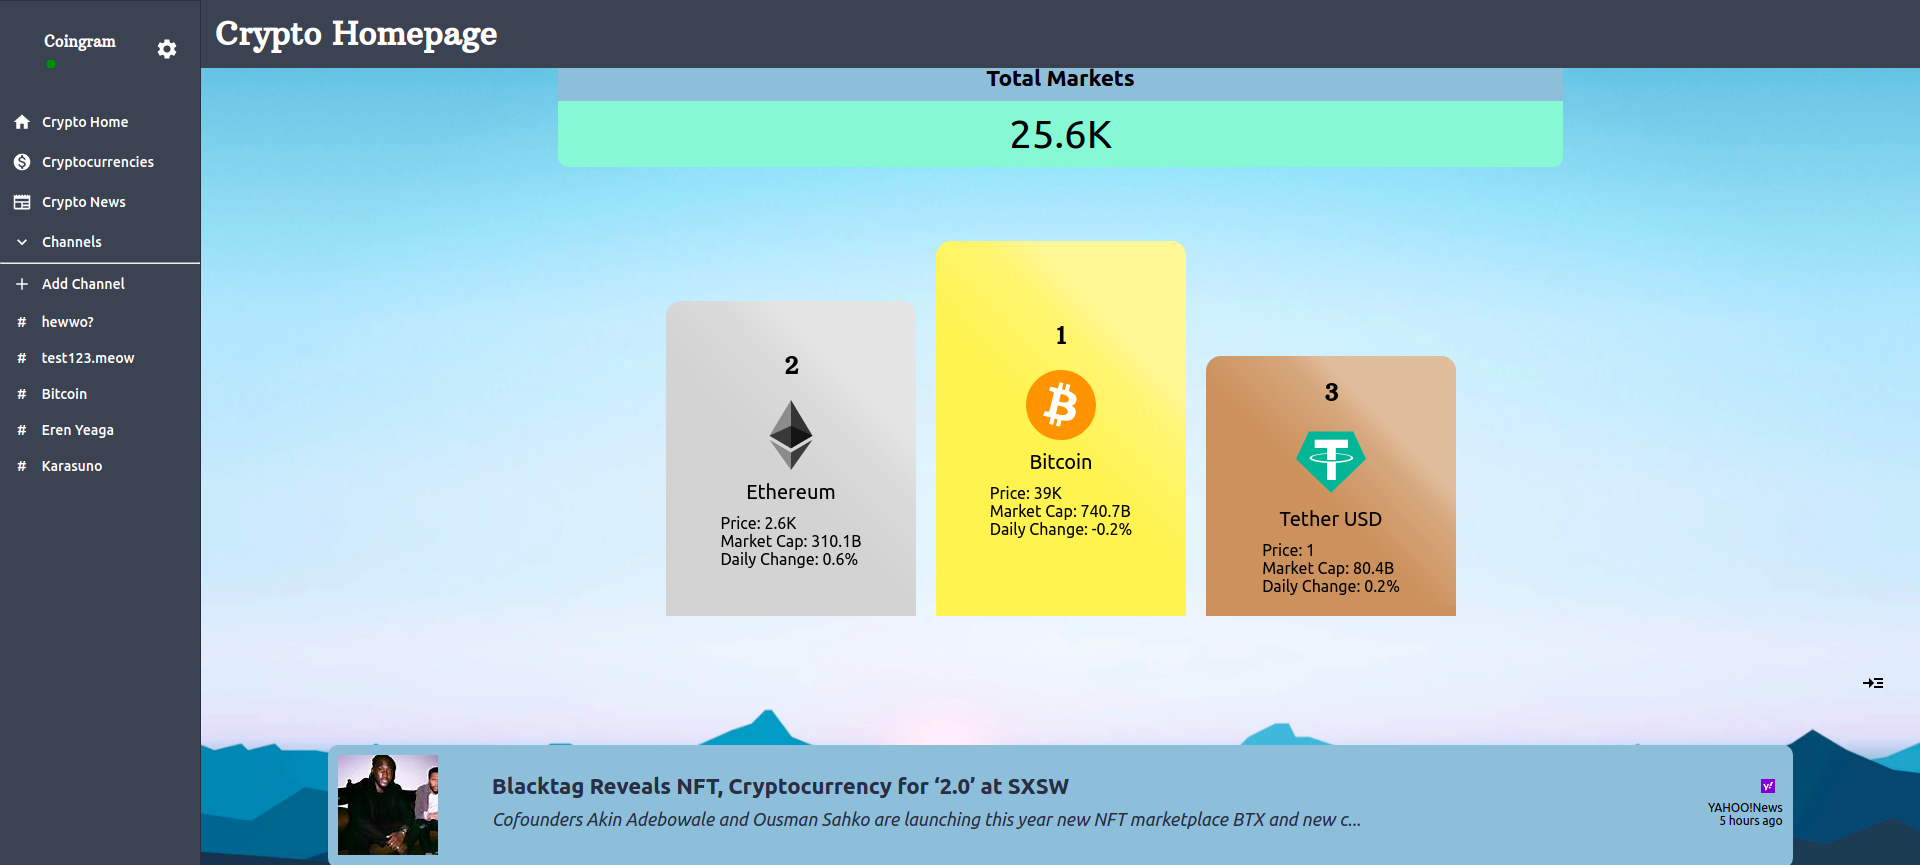 Coingram
Crypto Homepage
Crypto Home
Cryptocurrencies
Crypto News
Channels
Add Channel
# hewwo?
# test123.meow
# Bitcoin
# Eren Yeaga
# Karasuno
Total Markets
25.6K
2
Ethereum
Price: 2.6K
Market Cap: 310.1B
Daily Change: 0.6%
1
Bitcoin
Price: 39K
Market Cap: 740.7B
Daily Change: -0.2%
3
Tether USD
Price: 1
Market Cap: 80.4B
Daily Change: 0.2%
Blacktag Reveals NFT, Cryptocurrency for ‘2.0’ at SXSW
Cofounders Akin Adebowale and Ousman Sahko are launching this year new NFT marketplace BTX and new c...
y!
YAHOO!News
5 hours ago